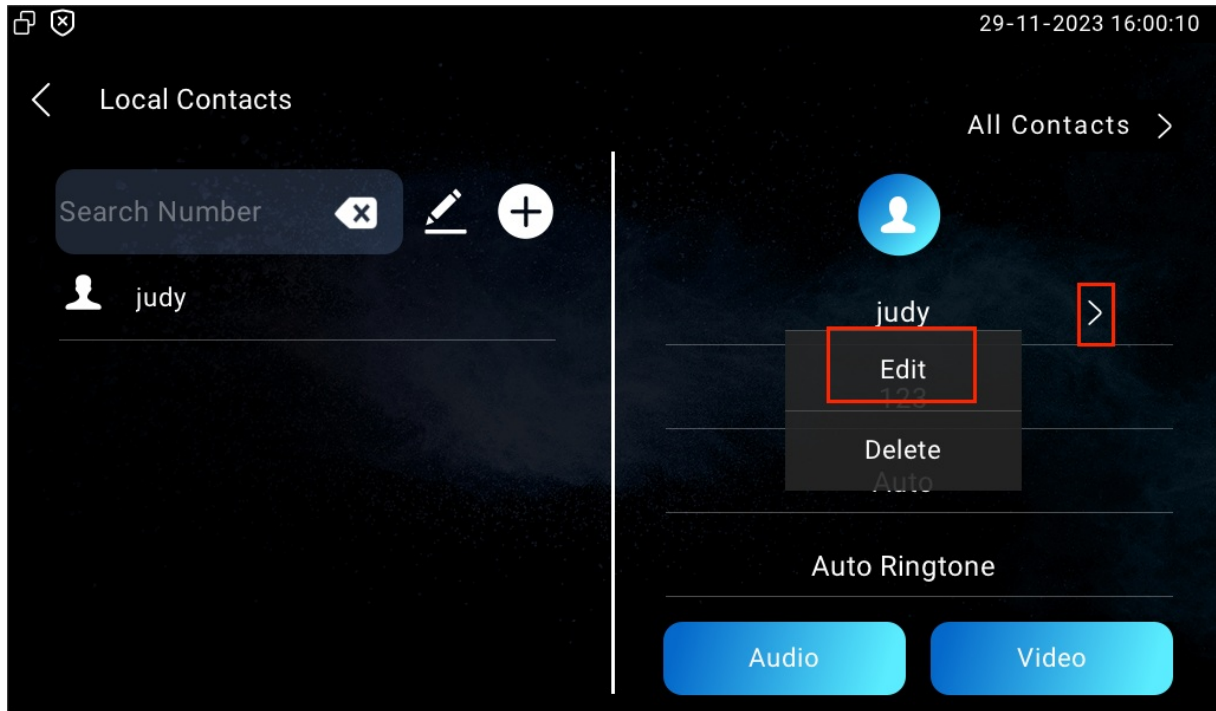 29-11-2023 16:00:10
Local Contacts
All Contacts
Search Number
judy
judy
Edit
123
Delete
Auto
Auto Ringtone
Audio
Video